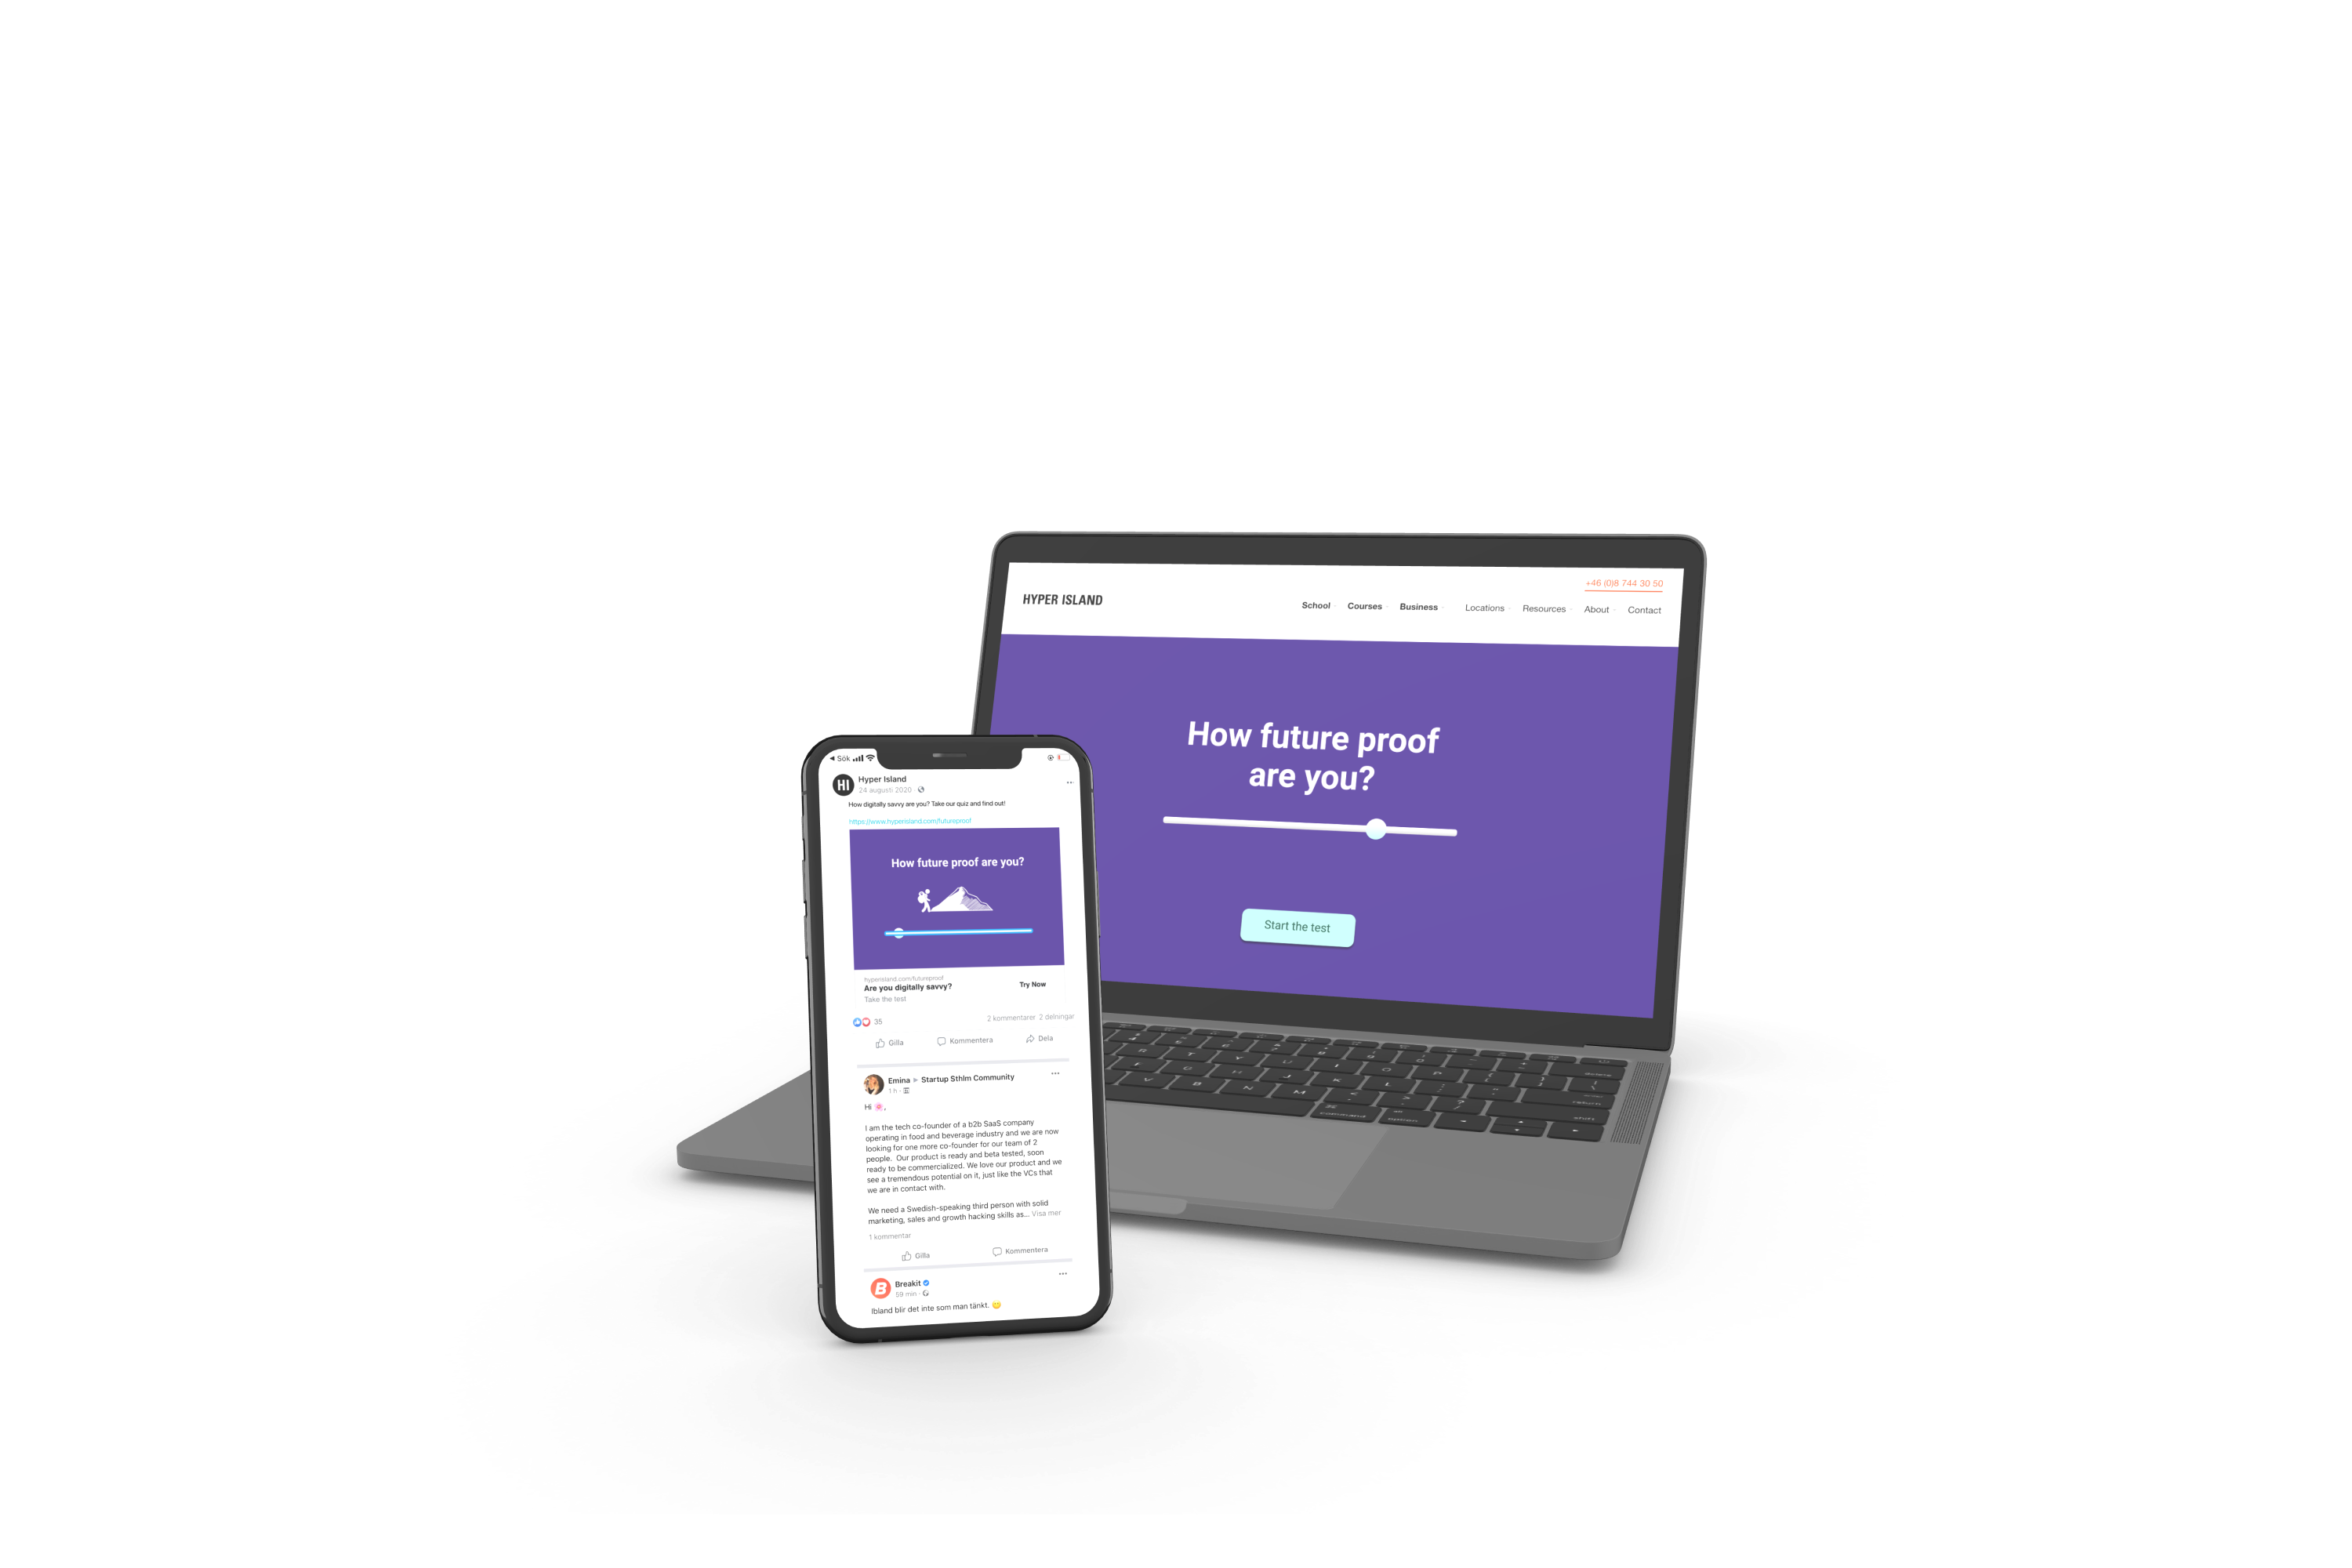 +46 (0)8 744 30 50
HYPER ISLAND
School Courses Business Locations Resources About Contact
How future proof
are you?
Start the test
Sök
HI
Hyper Island
24 augusti 2020
How digitally savvy are you? Take our quiz and find out!
https://www.hyperisland.com/futureproof
How future proof are you?
hyperisland.com/futureproof
Are you digitally savvy?
Try Now
Take the test
35
2 kommentarer 2 delningar
Gilla Kommentera Dela
Emina ▶ Startup Sthlm Community
1 h
Hi 🌸,
I am the tech co-founder of a b2b SaaS company
operating in food and beverage industry and we are now
looking for one more co-founder for our team of 2
people. Our product is ready and beta tested, soon
ready to be commercialized. We love our product and we
see a tremendous potential on it, just like the VCs that
we are in contact with.
We need a Swedish-speaking third person with solid
marketing, sales and growth hacking skills as... Visa mer
1 kommentar
Gilla Kommentera
B
Breakit
59 min
Ibland blir det inte som man tänkt.
delete
return
shift
command option